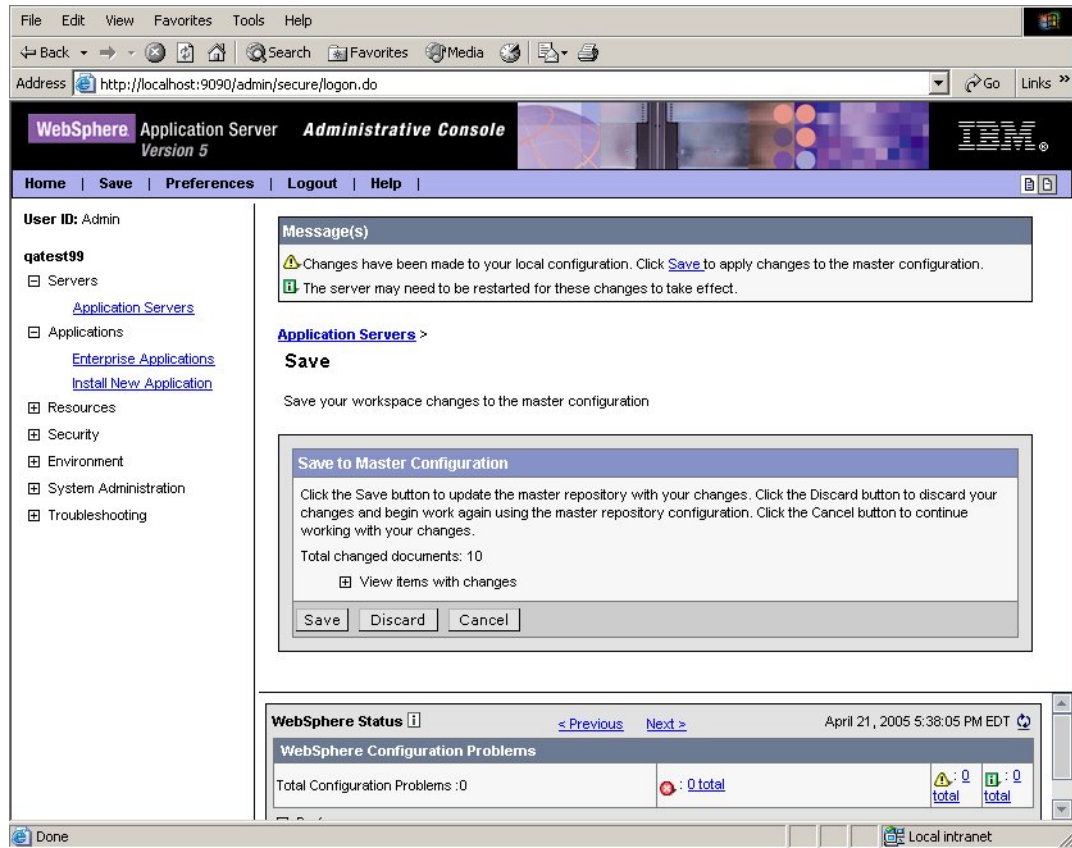 File Edit View Favorites Tools Help
Back Search Favorites Media
Address http://localhost:9090/admin/secure/logon.do Go Links »
WebSphere Application Server Administrative Console
Version 5
IBM®
Home | Save | Preferences | Logout | Help |
User ID: Admin
qatest99
Servers
Application Servers
Applications
Enterprise Applications
Install New Application
Resources
Security
Environment
System Administration
Troubleshooting
Message(s)
Changes have been made to your local configuration. Click Save to apply changes to the master configuration.
The server may need to be restarted for these changes to take effect.
Application Servers >
Save
Save your workspace changes to the master configuration
Save to Master Configuration
Click the Save button to update the master repository with your changes. Click the Discard button to discard your
changes and begin work again using the master repository configuration. Click the Cancel button to continue
working with your changes.
Total changed documents: 10
View items with changes
Save Discard Cancel
WebSphere Status < Previous Next > April 21, 2005 5:38:05 PM EDT
WebSphere Configuration Problems
Total Configuration Problems :0 : 0 total : 0 total : 0 total
Done Local intranet